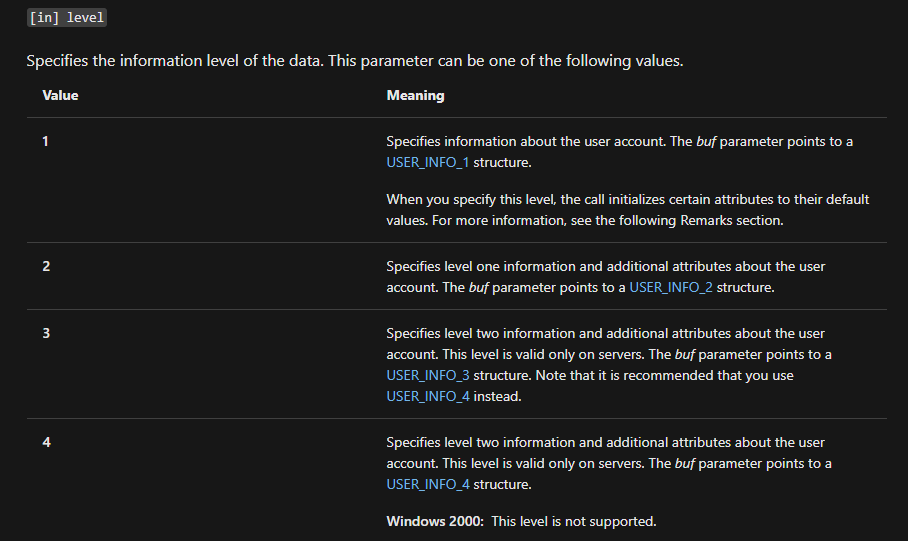 [in] level
Specifies the information level of the data. This parameter can be one of the following values.
Value Meaning
1 Specifies information about the user account. The buf parameter points to a
USER_INFO_1 structure.
When you specify this level, the call initializes certain attributes to their default
values. For more information, see the following Remarks section.
2 Specifies level one information and additional attributes about the user
account. The buf parameter points to a USER_INFO_2 structure.
3 Specifies level two information and additional attributes about the user
account. This level is valid only on servers. The buf parameter points to a
USER_INFO_3 structure. Note that it is recommended that you use
USER_INFO_4 instead.
4 Specifies level two information and additional attributes about the user
account. This level is valid only on servers. The buf parameter points to a
USER_INFO_4 structure.
Windows 2000: This level is not supported.